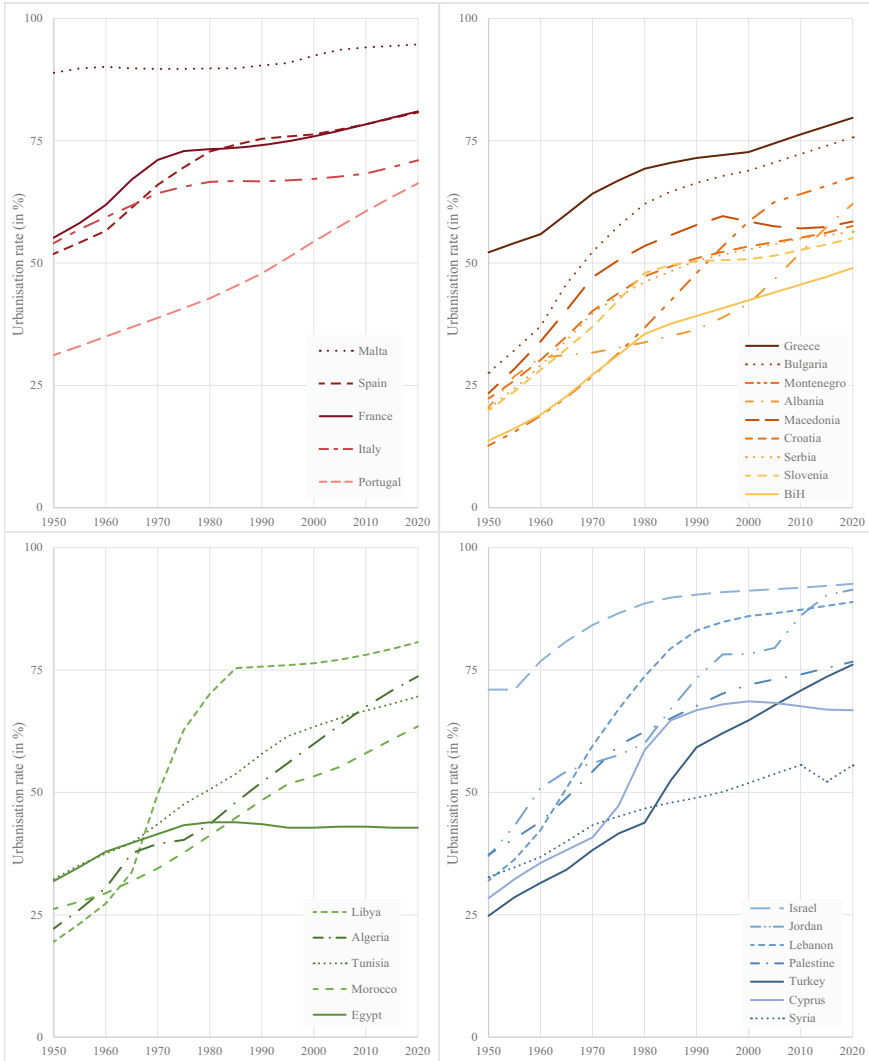 100
75
50
25
0
Urbanisation rate (in %)
Malta
Spain
France
Italy
Portugal
1950 1960 1970 1980 1990 2000 2010 2020
100
75
50
25
0
Urbanisation rate (in %)
Greece
Bulgaria
Montenegro
Albania
Macedonia
Croatia
Serbia
Slovenia
BiH
1950 1960 1970 1980 1990 2000 2010 2020
100
75
50
25
0
Urbanisation rate (in %)
Libya
Algeria
Tunisia
Morocco
Egypt
1950 1960 1970 1980 1990 2000 2010 2020
100
75
50
25
0
Urbanisation rate (in %)
Israel
Jordan
Lebanon
Palestine
Turkey
Cyprus
Syria
1950 1960 1970 1980 1990 2000 2010 2020